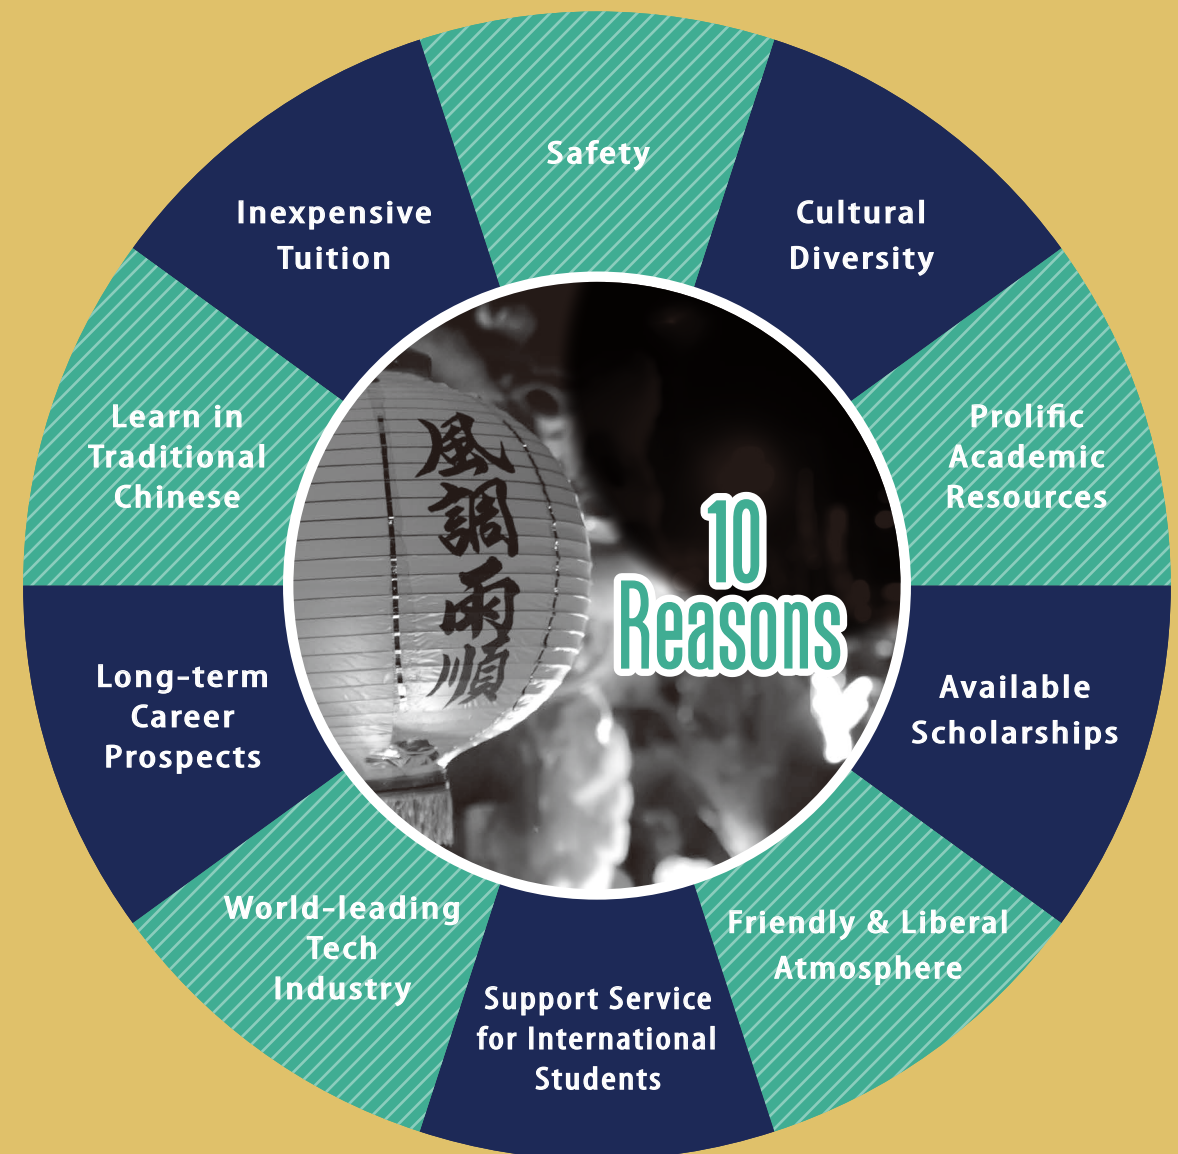 Safety
Cultural
Diversity
Prolific
Academic
Resources
Available
Scholarships
Friendly & Liberal
Atmosphere
Support Service
for International
Students
World-leading
Tech
Industry
Long-term
Career
Prospects
Learn in
Traditional
Chinese
Inexpensive
Tuition
風調雨順
10
Reasons